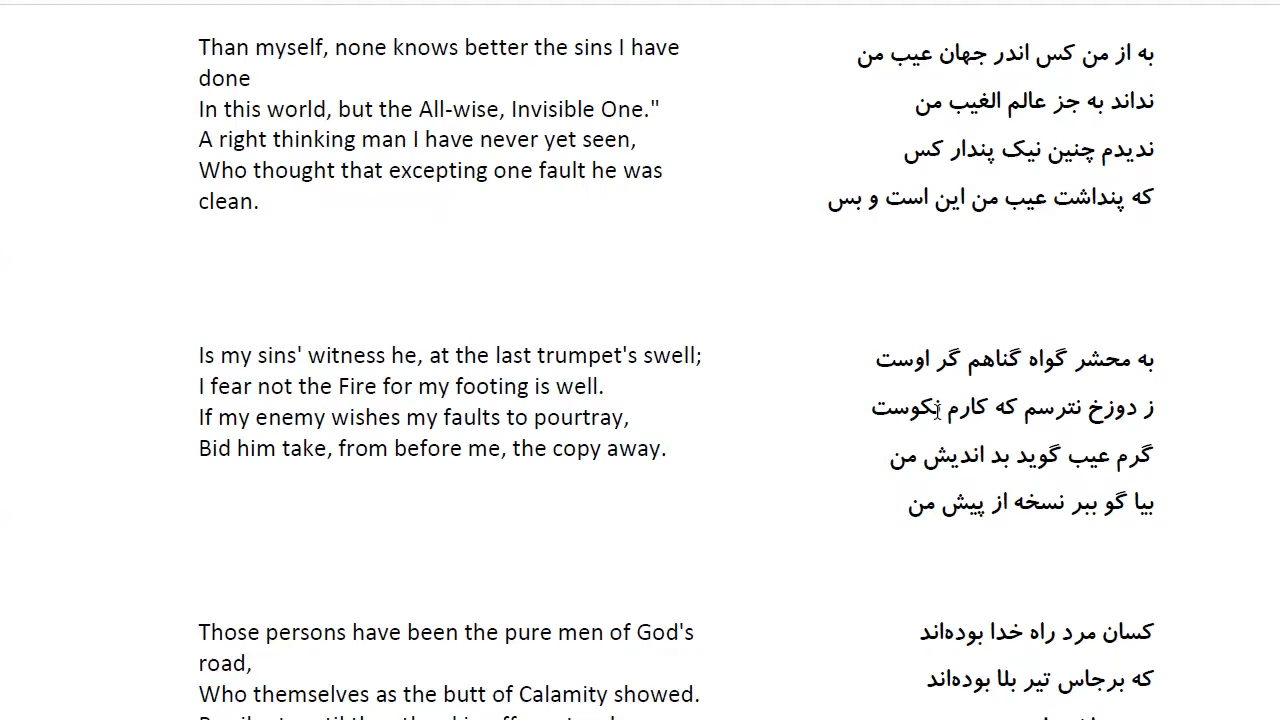 Than myself, none knows better the sins I have
done
In this world, but the All-wise, Invisible One."
A right thinking man I have never yet seen,
Who thought that excepting one fault he was
clean.
به از من کس اندر جهان عیب من
نداند به جز عالم الغیب من
ندیدم چنین نیک پندار کس
که پنداشت عیب من این است و بس
Is my sins' witness he, at the last trumpet's swell;
I fear not the Fire for my footing is well.
If my enemy wishes my faults to pourtray,
Bid him take, from before me, the copy away.
به محشر گواه گناهم گر اوست
ز دوزخ نترسم که کارم نکوست
گرم عیب گوید بد اندیش من
بیا گو ببر نسخه از پیش من
Those persons have been the pure men of God's
road,
Who themselves as the butt of Calamity showed.
کسان مرد راه خدا بوده‌اند
که برجاس تیر بلا بوده‌اند